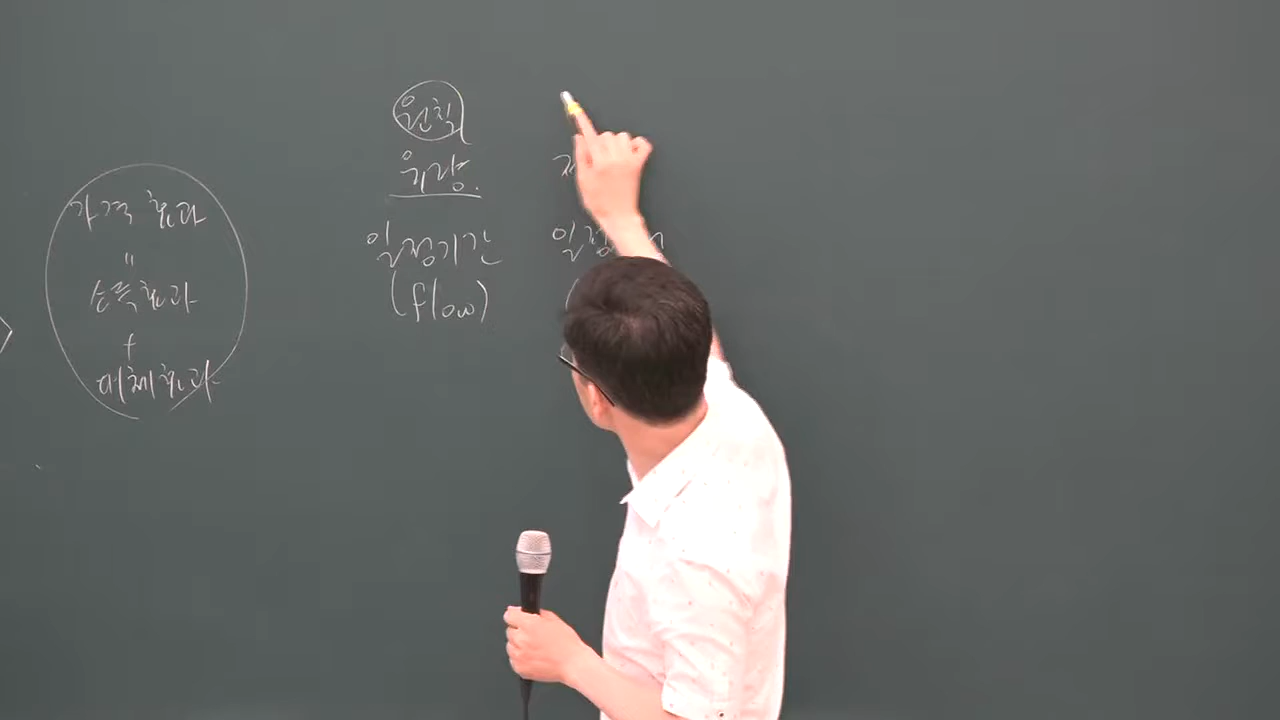 가격효과
=
소득효과
+
대체효과
원칙
유량.
일정기간
(flow)
일정